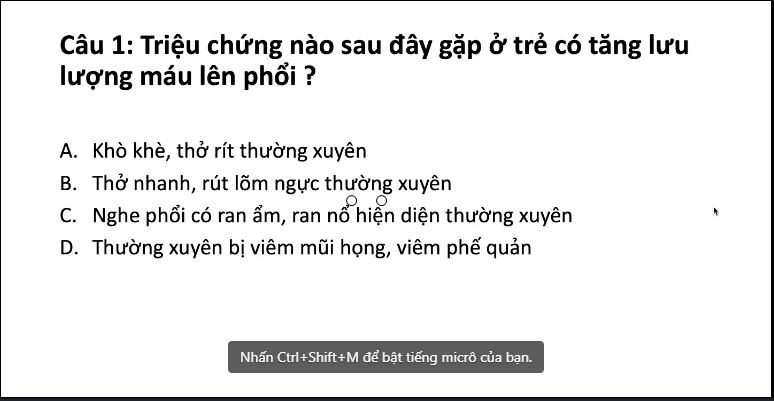 Câu 1: Triệu chứng nào sau đây gặp ở trẻ có tăng lưu
lượng máu lên phổi ?
A. Khò khè, thở rít thường xuyên
B. Thở nhanh, rút lõm ngực thường xuyên
C. Nghe phổi có ran ẩm, ran nổ hiện diện thường xuyên
D. Thường xuyên bị viêm mũi họng, viêm phế quản
Nhấn Ctrl+Shift+M để bật tiếng micrô của bạn.